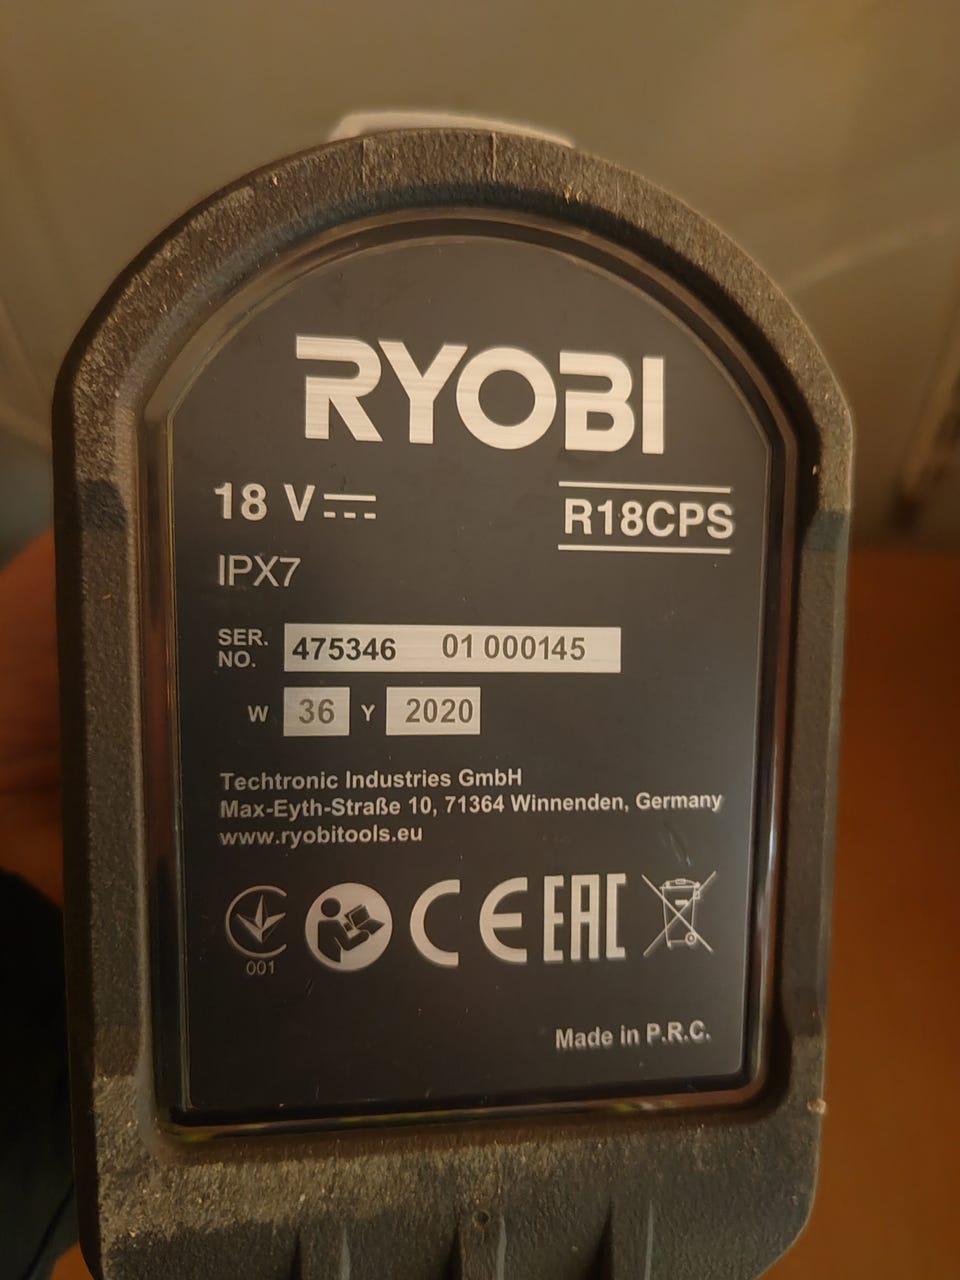 RYOBI
18 V
R18CPS
IPX7
SER. NO. 475346 01 000145
W 36 Y 2020
Techtronic Industries GmbH
Max-Eyth-Straße 10, 71364 Winnenden, Germany
www.ryobitools.eu
001
CE EAC
Made in P.R.C.